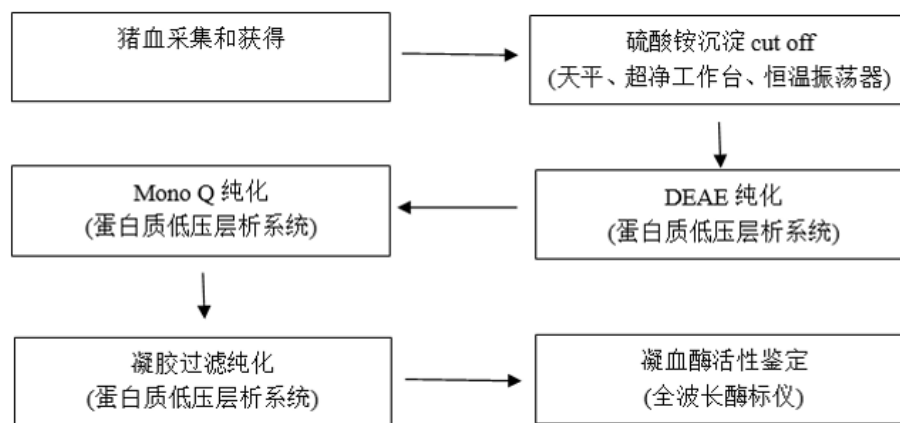 猪血采集和获得
硫酸铵沉淀 cut off
(天平、超净工作台、恒温振荡器)
DEAE 纯化
(蛋白质低压层析系统)
Mono Q 纯化
(蛋白质低压层析系统)
凝胶过滤纯化
(蛋白质低压层析系统)
凝血酶活性鉴定
(全波长酶标仪)